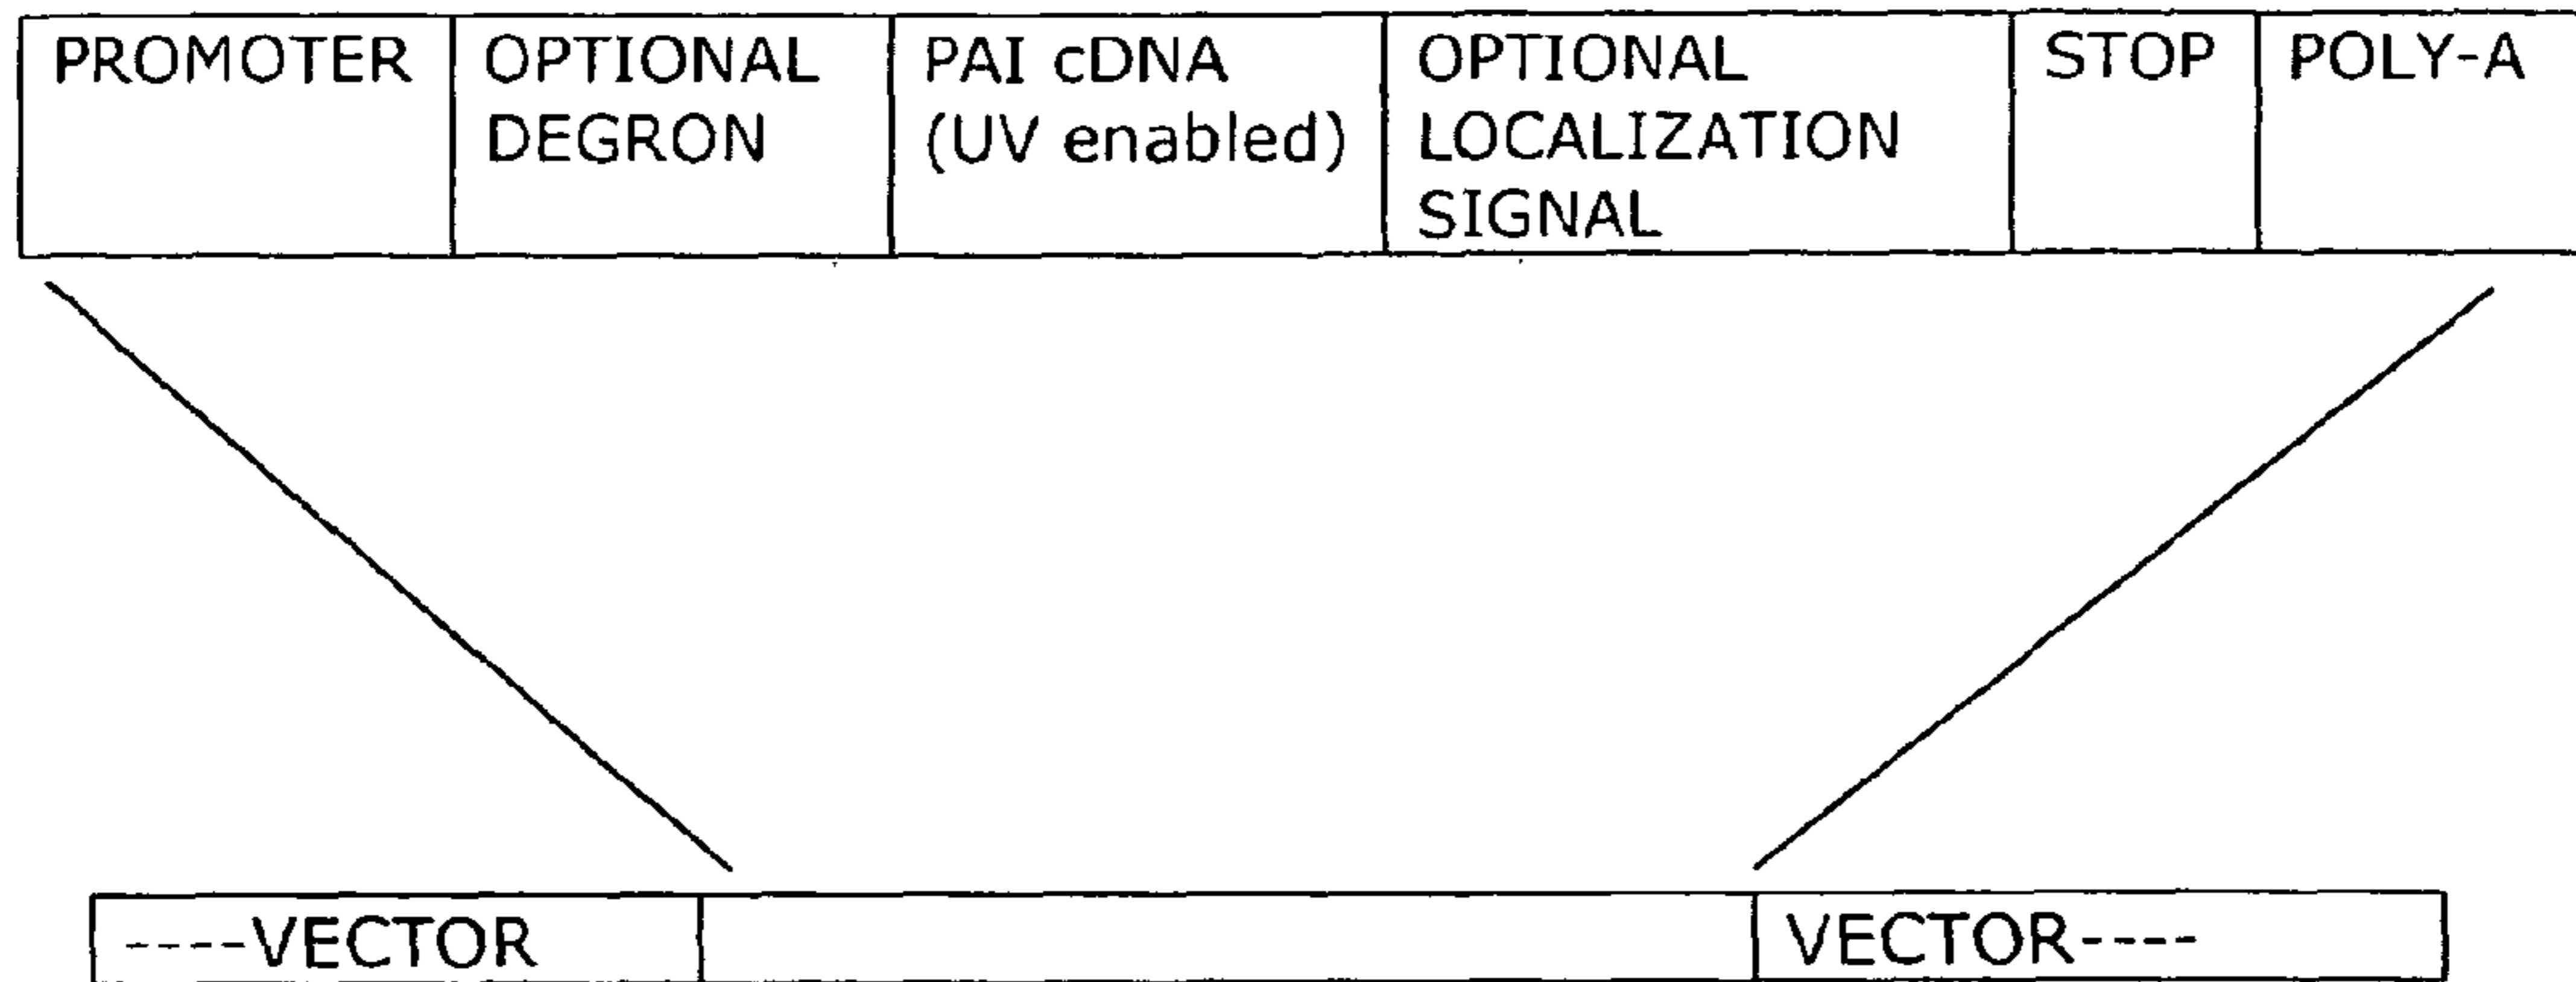 PROMOTER
OPTIONAL
DEGRON
PAI cDNA
(UV enabled)
OPTIONAL
LOCALIZATION
SIGNAL
STOP
POLY-A
----VECTOR
VECTOR----